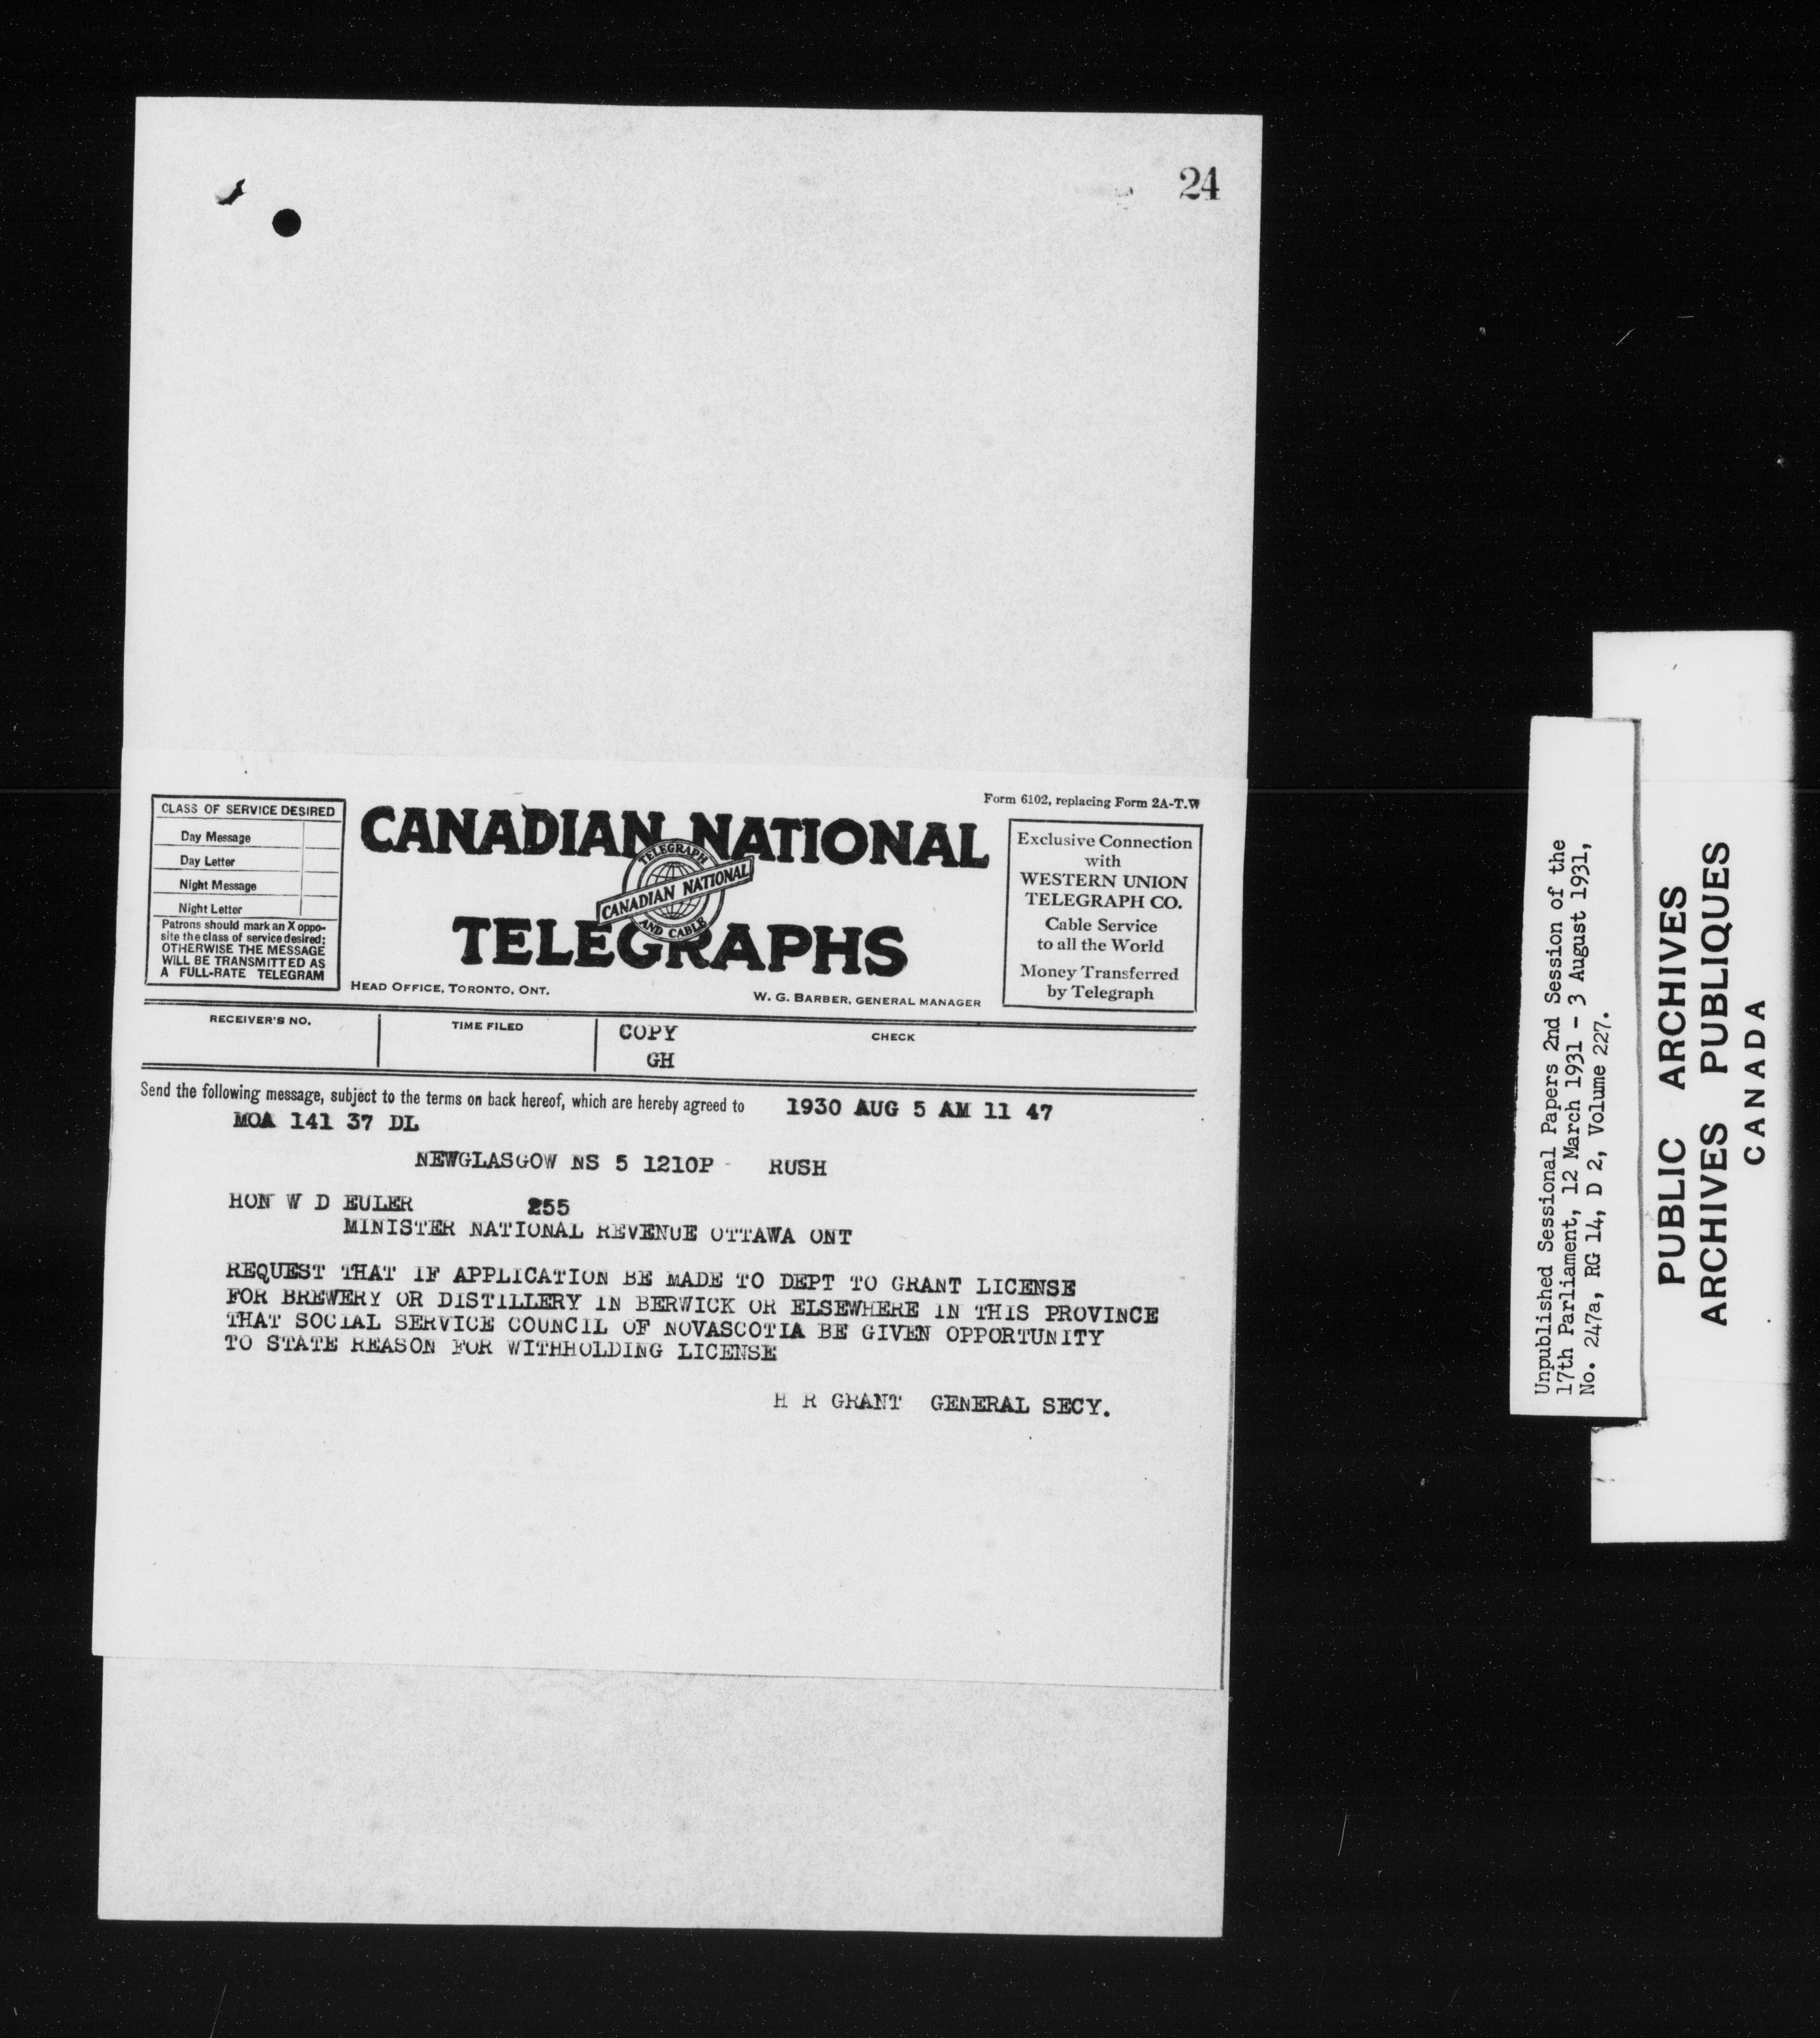 24
Form 6102, replacing Form 2A-T.W
CLASS OF SERVICE DESIRED
Day Message
Day Letter
Night Message
Night Letter
Patrons should mark an X oppo-
site the class of service desired;
OTHERWISE THE MESSAGE
WILL BE TRANSMITTED AS
A FULL-RATE TELEGRAM
CANADIAN NATIONAL
TELEGRAPH
CANADIAN NATIONAL
AND CABLE
TELEGRAPHS
HEAD OFFICE, TORONTO, ONT.
W. G. BARBER, GENERAL MANAGER
Exclusive Connection
with
WESTERN UNION
TELEGRAPH CO.
Cable Service
to all the World
Money Transferred
by Telegraph
RECEIVER'S NO.
TIME FILED
COPY
GH
CHECK
Send the following message, subject to the terms on back hereof, which are hereby agreed to 1930 AUG 5 AM 11 47
MOA 141 37 DL
NEWGLASGOW NS 5 1210P - RUSH
HON W D EULER 255
MINISTER NATIONAL REVENUE OTTAWA ONT
REQUEST THAT IF APPLICATION BE MADE TO DEPT TO GRANT LICENSE
FOR BREWERY OR DISTILLERY IN BERWICK OR ELSEWHERE IN THIS PROVINCE
THAT SOCIAL SERVICE COUNCIL OF NOVASCOTIA BE GIVEN OPPORTUNITY
TO STATE REASON FOR WITHHOLDING LICENSE
H R GRANT GENERAL SECY.
Unpublished Sessional Papers 2nd Session of the
17th Parliament, 12 March 1931 - 3 August 1931,
No. 247a, RG 14, D 2, Volume 227.
PUBLIC ARCHIVES
ARCHIVES PUBLIQUES
CANADA